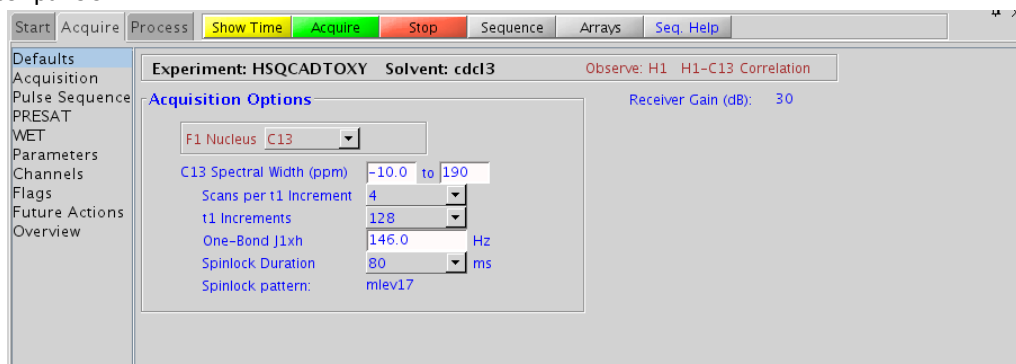 Start Acquire Process Show Time Acquire Stop Sequence Arrays Seq. Help
Defaults
Acquisition
Pulse Sequence
PRESAT
WET
Parameters
Channels
Flags
Future Actions
Overview
Experiment: HSQCADTOXY Solvent: cdcl3 Observe: H1 H1-C13 Correlation
Acquisition Options
Receiver Gain (dB): 30
F1 Nucleus C13
C13 Spectral Width (ppm) -10.0 to 190
Scans per t1 Increment 4
t1 Increments 128
One-Bond J1xh 146.0 Hz
Spinlock Duration 80 ms
Spinlock pattern: mlev17